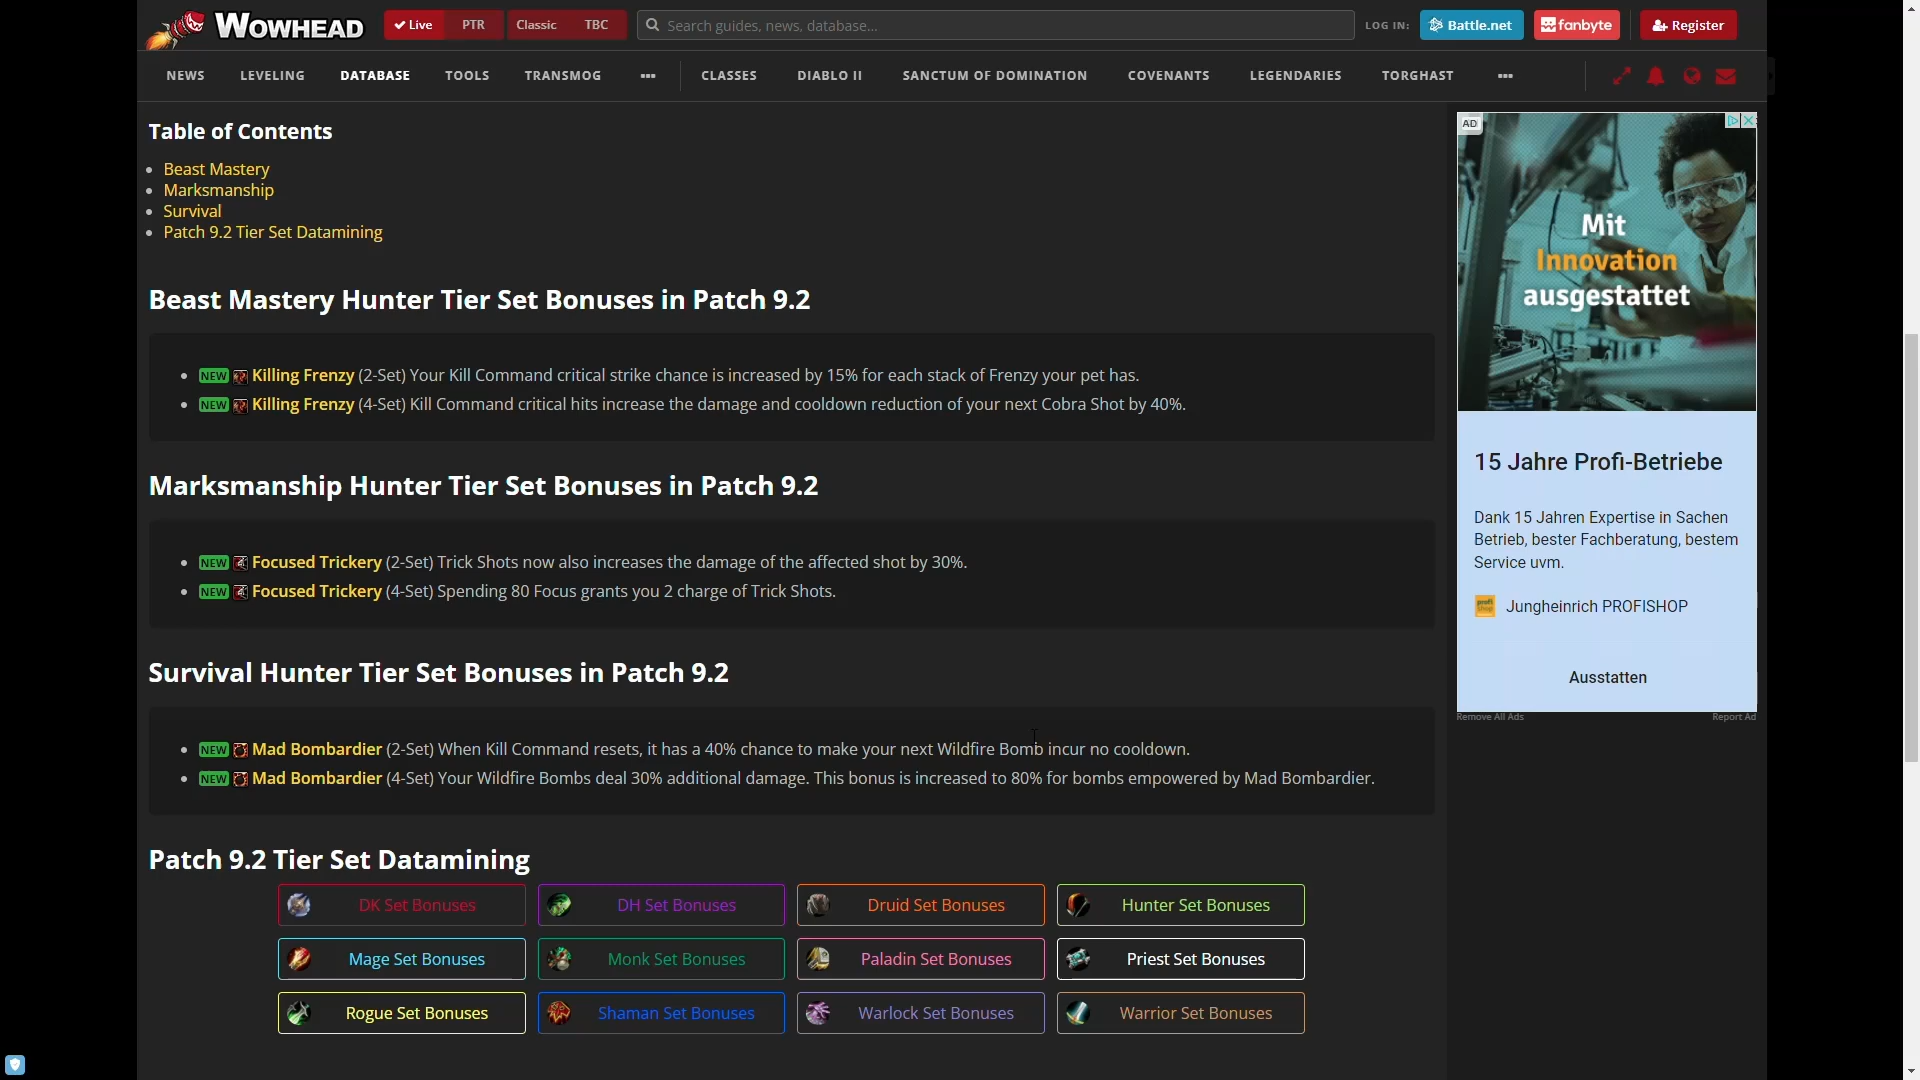 WOWHEAD
Live
PTR
Classic
TBC
Search guides, news, database...
LOG IN:
Battle.net
fanbyte
Register
NEWS
LEVELING
DATABASE
TOOLS
TRANSMOG
CLASSES
DIABLO II
SANCTUM OF DOMINATION
COVENANTS
LEGENDARIES
TORGHAST
Table of Contents
Beast Mastery
Marksmanship
Survival
Patch 9.2 Tier Set Datamining
Beast Mastery Hunter Tier Set Bonuses in Patch 9.2
NEW Killing Frenzy (2-Set) Your Kill Command critical strike chance is increased by 15% for each stack of Frenzy your pet has.
NEW Killing Frenzy (4-Set) Kill Command critical hits increase the damage and cooldown reduction of your next Cobra Shot by 40%.
Marksmanship Hunter Tier Set Bonuses in Patch 9.2
NEW Focused Trickery (2-Set) Trick Shots now also increases the damage of the affected shot by 30%.
NEW Focused Trickery (4-Set) Spending 80 Focus grants you 2 charge of Trick Shots.
Survival Hunter Tier Set Bonuses in Patch 9.2
NEW Mad Bombardier (2-Set) When Kill Command resets, it has a 40% chance to make your next Wildfire Bomb incur no cooldown.
NEW Mad Bombardier (4-Set) Your Wildfire Bombs deal 30% additional damage. This bonus is increased to 80% for bombs empowered by Mad Bombardier.
Patch 9.2 Tier Set Datamining
DK Set Bonuses
DH Set Bonuses
Druid Set Bonuses
Hunter Set Bonuses
Mage Set Bonuses
Monk Set Bonuses
Paladin Set Bonuses
Priest Set Bonuses
Rogue Set Bonuses
Shaman Set Bonuses
Warlock Set Bonuses
Warrior Set Bonuses
AD
Mit
Innovation
ausgestattet
15 Jahre Profi-Betriebe
Dank 15 Jahren Expertise in Sachen
Betrieb, bester Fachberatung, bestem
Service uvm.
profi
shop
Jungheinrich PROFISHOP
Ausstatten
Remove All Ads
Report Ad